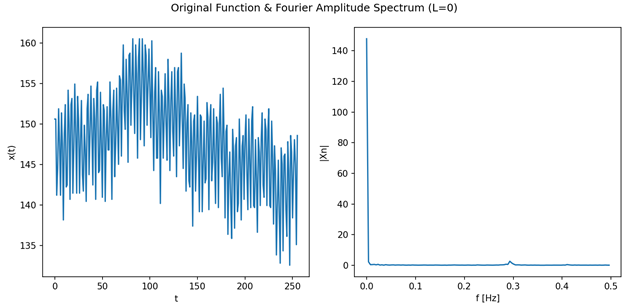 Original Function & Fourier Amplitude Spectrum (L=0)
160
155
150
145
140
135
x(t)
0 50 100 150 200 250
t
140
120
100
80
60
40
20
0
|Xn|
0.0 0.1 0.2 0.3 0.4 0.5
f [Hz]